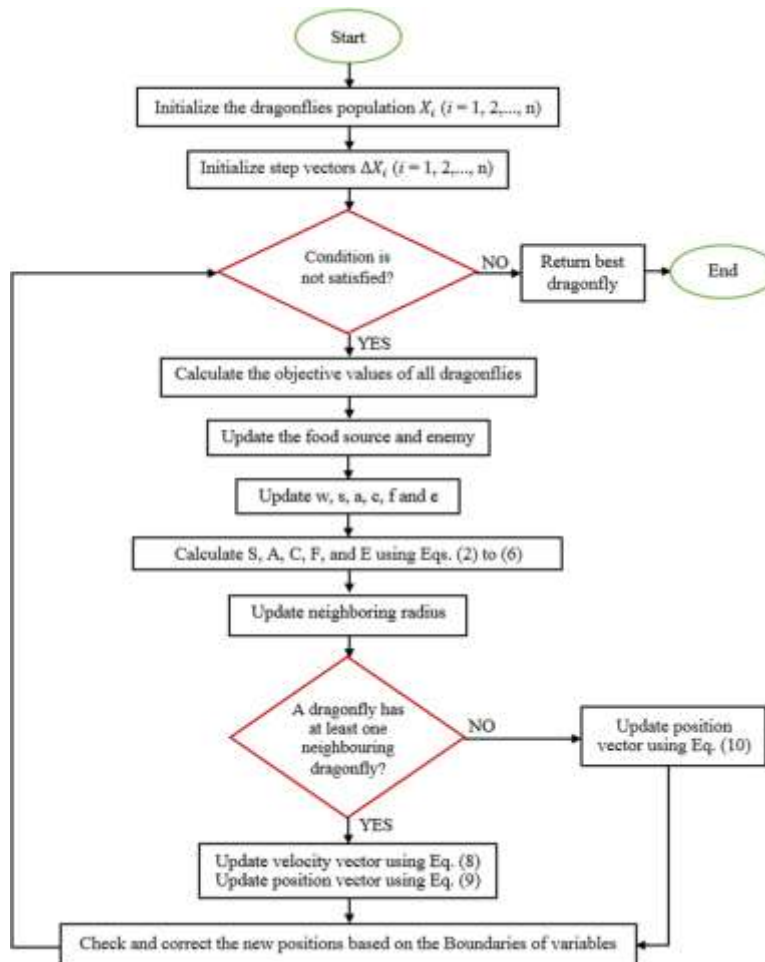 Start
Initialize the dragonflies population Xᵢ (i = 1, 2,..., n)
Initialize step vectors ΔXᵢ (i = 1, 2,..., n)
Condition is
not satisfied?
NO
Return best
dragonfly
End
YES
Calculate the objective values of all dragonflies
Update the food source and enemy
Update w, s, a, c, f and e
Calculate S, A, C, F, and E using Eqs. (2) to (6)
Update neighboring radius
A dragonfly has
at least one
neighbouring
dragonfly?
NO
Update position
vector using Eq. (10)
YES
Update velocity vector using Eq. (8)
Update position vector using Eq. (9)
Check and correct the new positions based on the Boundaries of variables